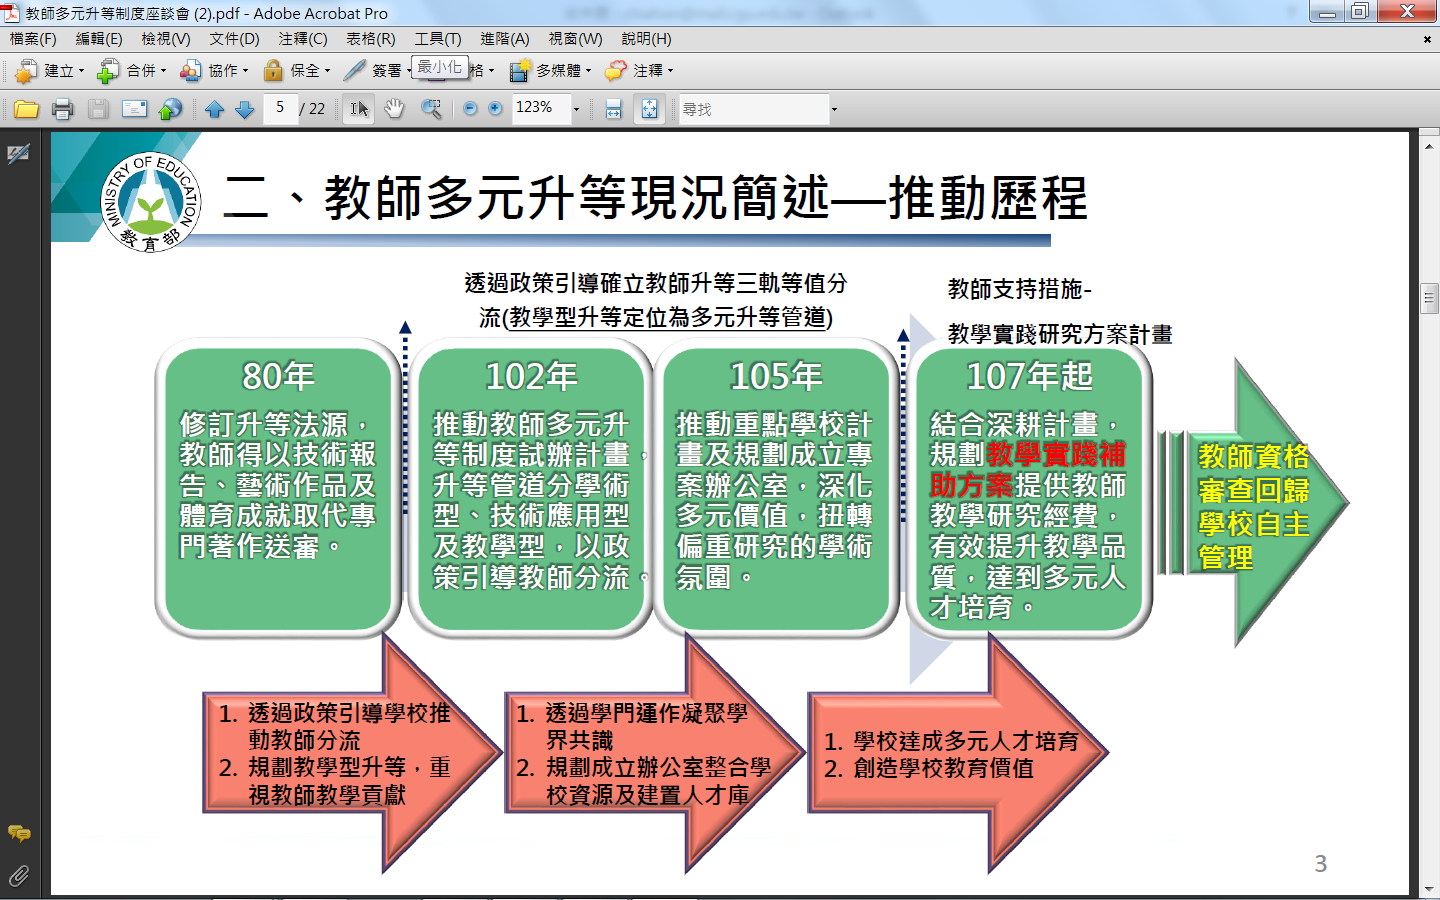 教師多元升等制度座談會 (2).pdf - Adobe Acrobat Pro
檔案(F) 編輯(E) 檢視(V) 文件(D) 注釋(C) 表格(R) 工具(T) 進階(A) 視窗(W) 說明(H)
建立 合併 協作 保全 簽署 格 多媒體 注釋
最小化
5 / 22 123% 尋找
MINISTRY OF EDUCATION
教育部
二、教師多元升等現況簡述—推動歷程
透過政策引導確立教師升等三軌等值分
流(教學型升等定位為多元升等管道)
教師支持措施-
教學實踐研究方案計畫
80年
修訂升等法源，
教師得以技術報
告、藝術作品及
體育成就取代專
門著作送審。
102年
推動教師多元升
等制度試辦計畫，
升等管道分學術
型、技術應用型
及教學型，以政
策引導教師分流。
105年
推動重點學校計
畫及規劃成立專
案辦公室，深化
多元價值，扭轉
偏重研究的學術
氛圍。
107年起
結合深耕計畫，
規劃教學實踐補
助方案提供教師
教學研究經費，
有效提升教學品
質，達到多元人
才培育。
教師資格
審查回歸
學校自主
管理
1. 透過政策引導學校推
動教師分流
2. 規劃教學型升等，重
視教師教學貢獻
1. 透過學門運作凝聚學
界共識
2. 規劃成立辦公室整合學
校資源及建置人才庫
1. 學校達成多元人才培育
2. 創造學校教育價值
3